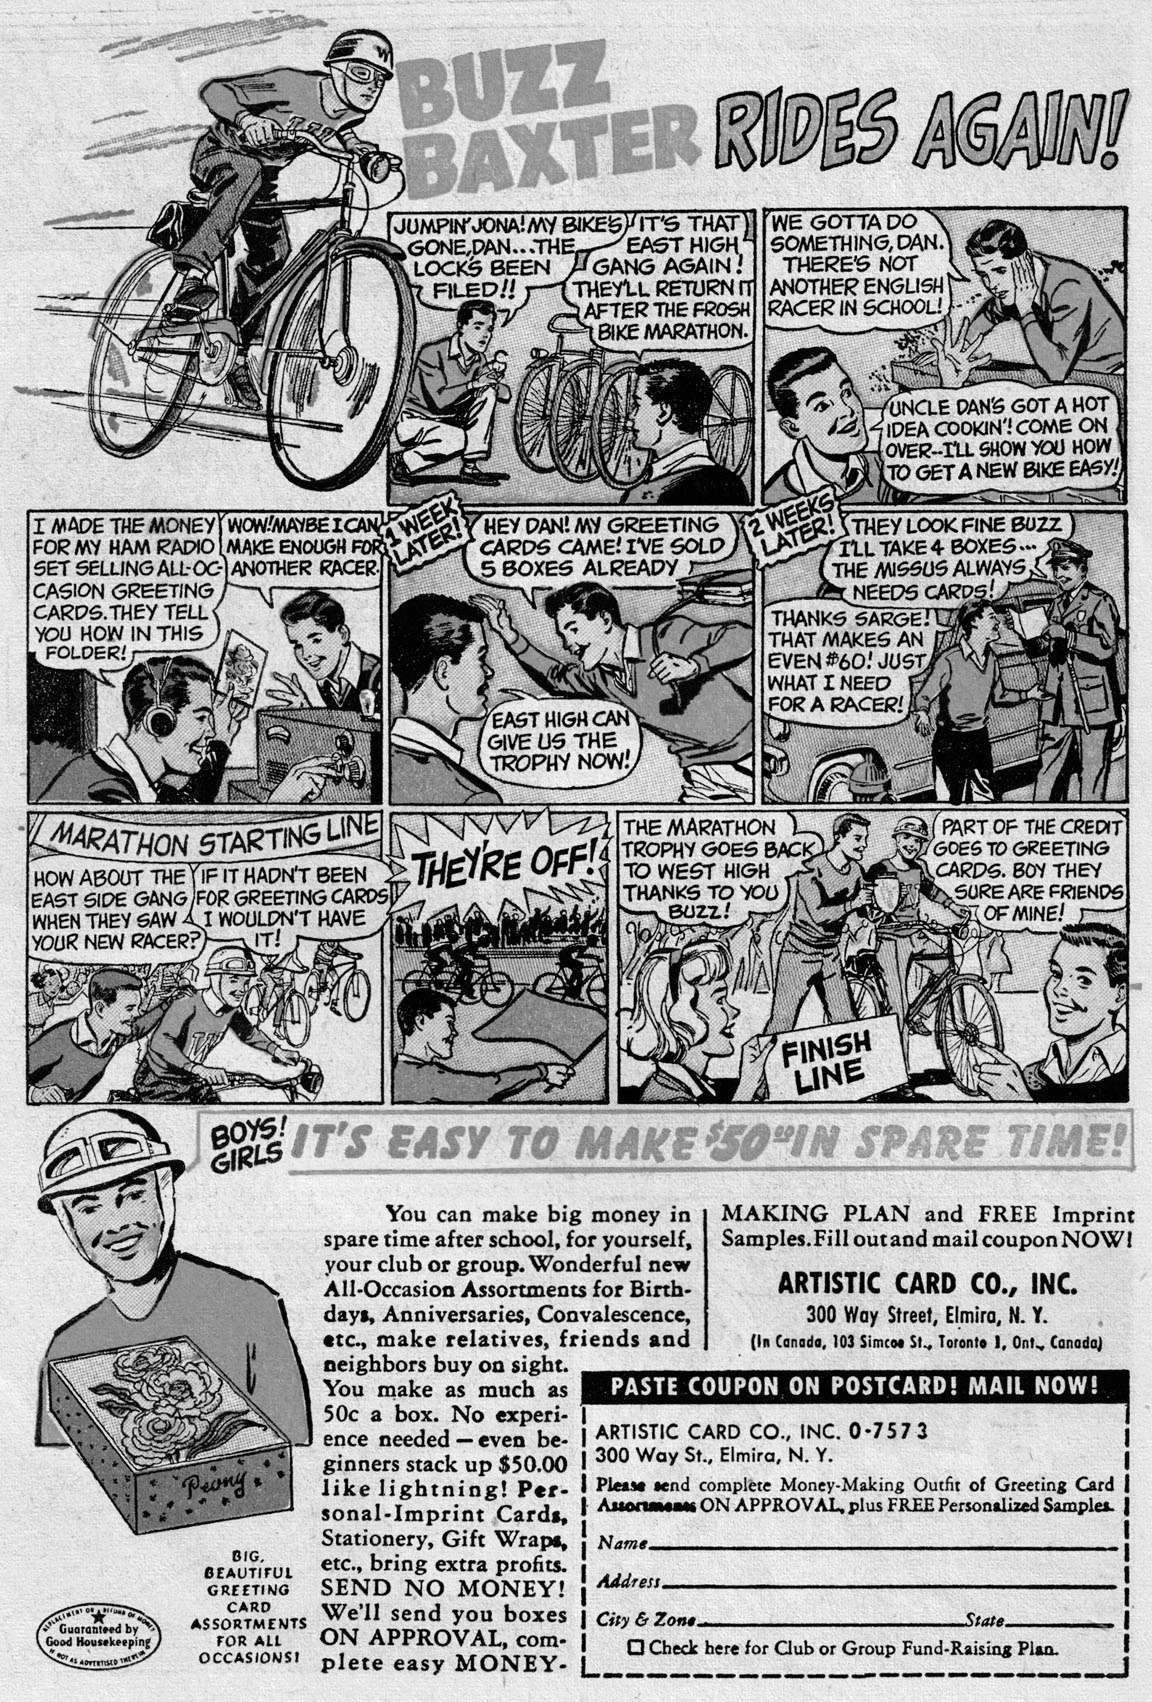 W
BUZZ
BAXTER
RIDES AGAIN!
JUMPIN' JONA! MY BIKE'S
GONE, DAN...THE
LOCK'S BEEN
FILED!!
IT'S THAT
EAST HIGH
GANG AGAIN!
THEY'LL RETURN IT
AFTER THE FROSH
BIKE MARATHON.
WE GOTTA DO
SOMETHING, DAN.
THERE'S NOT
ANOTHER ENGLISH
RACER IN SCHOOL!
UNCLE DAN'S GOT A HOT
IDEA COOKIN'! COME ON
OVER--I'LL SHOW YOU HOW
TO GET A NEW BIKE EASY!
I MADE THE MONEY
FOR MY HAM RADIO
SET SELLING ALL-OC-
CASION GREETING
CARDS. THEY TELL
YOU HOW IN THIS
FOLDER!
WOW! MAYBE I CAN
MAKE ENOUGH FOR
ANOTHER RACER.
1 WEEK
LATER!
HEY DAN! MY GREETING
CARDS CAME! I'VE SOLD
5 BOXES ALREADY
EAST HIGH CAN
GIVE US THE
TROPHY NOW!
2 WEEKS
LATER!
THEY LOOK FINE BUZZ
I'LL TAKE 4 BOXES...
THE MISSUS ALWAYS
NEEDS CARDS!
THANKS SARGE!
THAT MAKES AN
EVEN $60! JUST
WHAT I NEED
FOR A RACER!
MARATHON STARTING LINE
HOW ABOUT THE
EAST SIDE GANG
WHEN THEY SAW
YOUR NEW RACER?
IF IT HADN'T BEEN
FOR GREETING CARDS
I WOULDN'T HAVE
IT!
THEY'RE OFF!
THE MARATHON
TROPHY GOES BACK
TO WEST HIGH
THANKS TO YOU
BUZZ!
PART OF THE CREDIT
GOES TO GREETING
CARDS. BOY THEY
SURE ARE FRIENDS
OF MINE!
FINISH
LINE
BOYS!
GIRLS
IT'S EASY TO MAKE $50.00 IN SPARE TIME!
You can make big money in
spare time after school, for yourself,
your club or group. Wonderful new
All-Occasion Assortments for Birth-
days, Anniversaries, Convalescence,
etc., make relatives, friends and
neighbors buy on sight.
You make as much as
50c a box. No experi-
ence needed — even be-
ginners stack up $50.00
like lightning! Per-
sonal-Imprint Cards,
Stationery, Gift Wraps,
etc., bring extra profits.
SEND NO MONEY!
We'll send you boxes
ON APPROVAL, com-
plete easy MONEY-
MAKING PLAN and FREE Imprint
Samples. Fill out and mail coupon NOW!
ARTISTIC CARD CO., INC.
300 Way Street, Elmira, N. Y.
(In Canada, 103 Simcoe St., Toronto 1, Ont., Canada)
Peony
BIG,
BEAUTIFUL
GREETING
CARD
ASSORTMENTS
FOR ALL
OCCASIONS!
REPLACEMENT OR REFUND OF MONEY
Guaranteed by
Good Housekeeping
IF NOT AS ADVERTISED THEREIN
PASTE COUPON ON POSTCARD! MAIL NOW!
ARTISTIC CARD CO., INC. O-7573
300 Way St., Elmira, N. Y.
Please send complete Money-Making Outfit of Greeting Card
Assortments ON APPROVAL, plus FREE Personalized Samples.
Name
Address
City & Zone State
Check here for Club or Group Fund-Raising Plan.